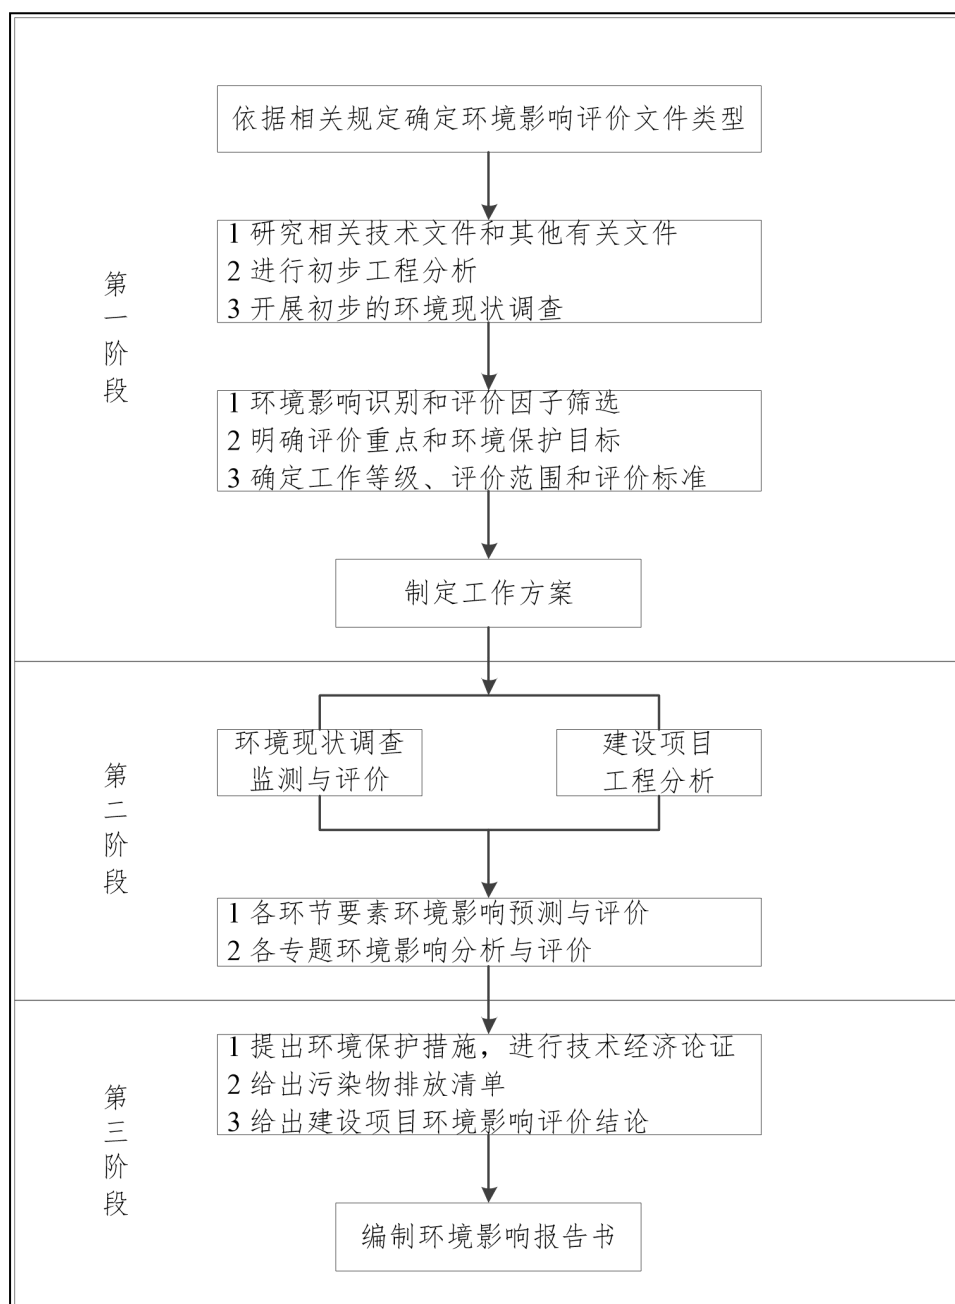 依据相关规定确定环境影响评价文件类型
第一阶段
1 研究相关技术文件和其他有关文件
2 进行初步工程分析
3 开展初步的环境现状调查
1 环境影响识别和评价因子筛选
2 明确评价重点和环境保护目标
3 确定工作等级、评价范围和评价标准
制定工作方案
第二阶段
环境现状调查
监测与评价
建设项目
工程分析
1 各环节要素环境影响预测与评价
2 各专题环境影响分析与评价
第三阶段
1 提出环境保护措施，进行技术经济论证
2 给出污染物排放清单
3 给出建设项目环境影响评价结论
编制环境影响报告书